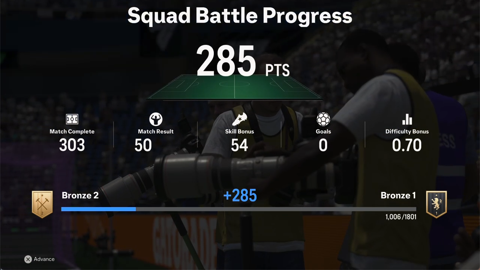 Squad Battle Progress
285 PTS
Match Complete
303
Match Result
50
Skill Bonus
54
Goals
0
Difficulty Bonus
0.70
Bronze 2
+285
Bronze 1
1,006 /1801
Advance